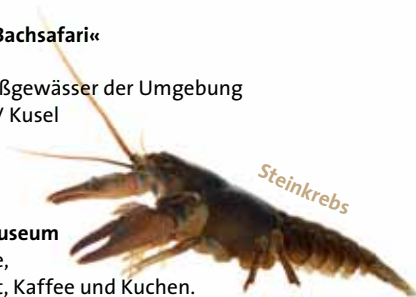 Bachsafari«
ßgewässer der Umgebung
/ Kusel
Steinkrebs
useum
e,
t, Kaffee und Kuchen.